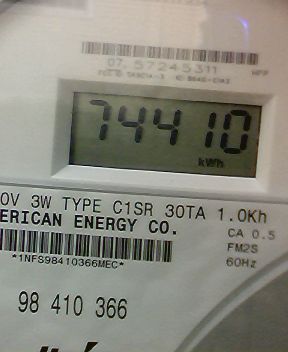 07. 57245311
74410
kWh
0V 3W TYPE C1SR 30TA 1.0Kh
ERICAN ENERGY CO.
CA 0.5
FM2S
60Hz
*1NFS98410366MEC*
98 410 366